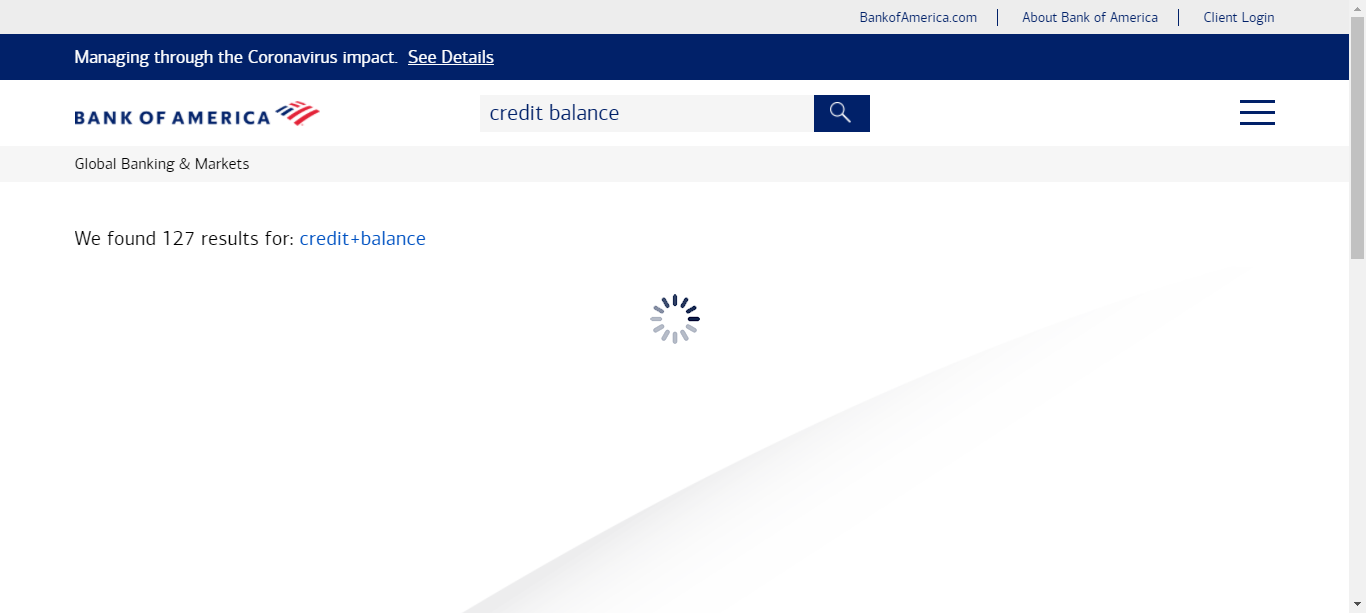 BankofAmerica.com About Bank of America Client Login
Managing through the Coronavirus impact. See Details
BANK OF AMERICA credit balance
Global Banking & Markets
We found 127 results for: credit+balance